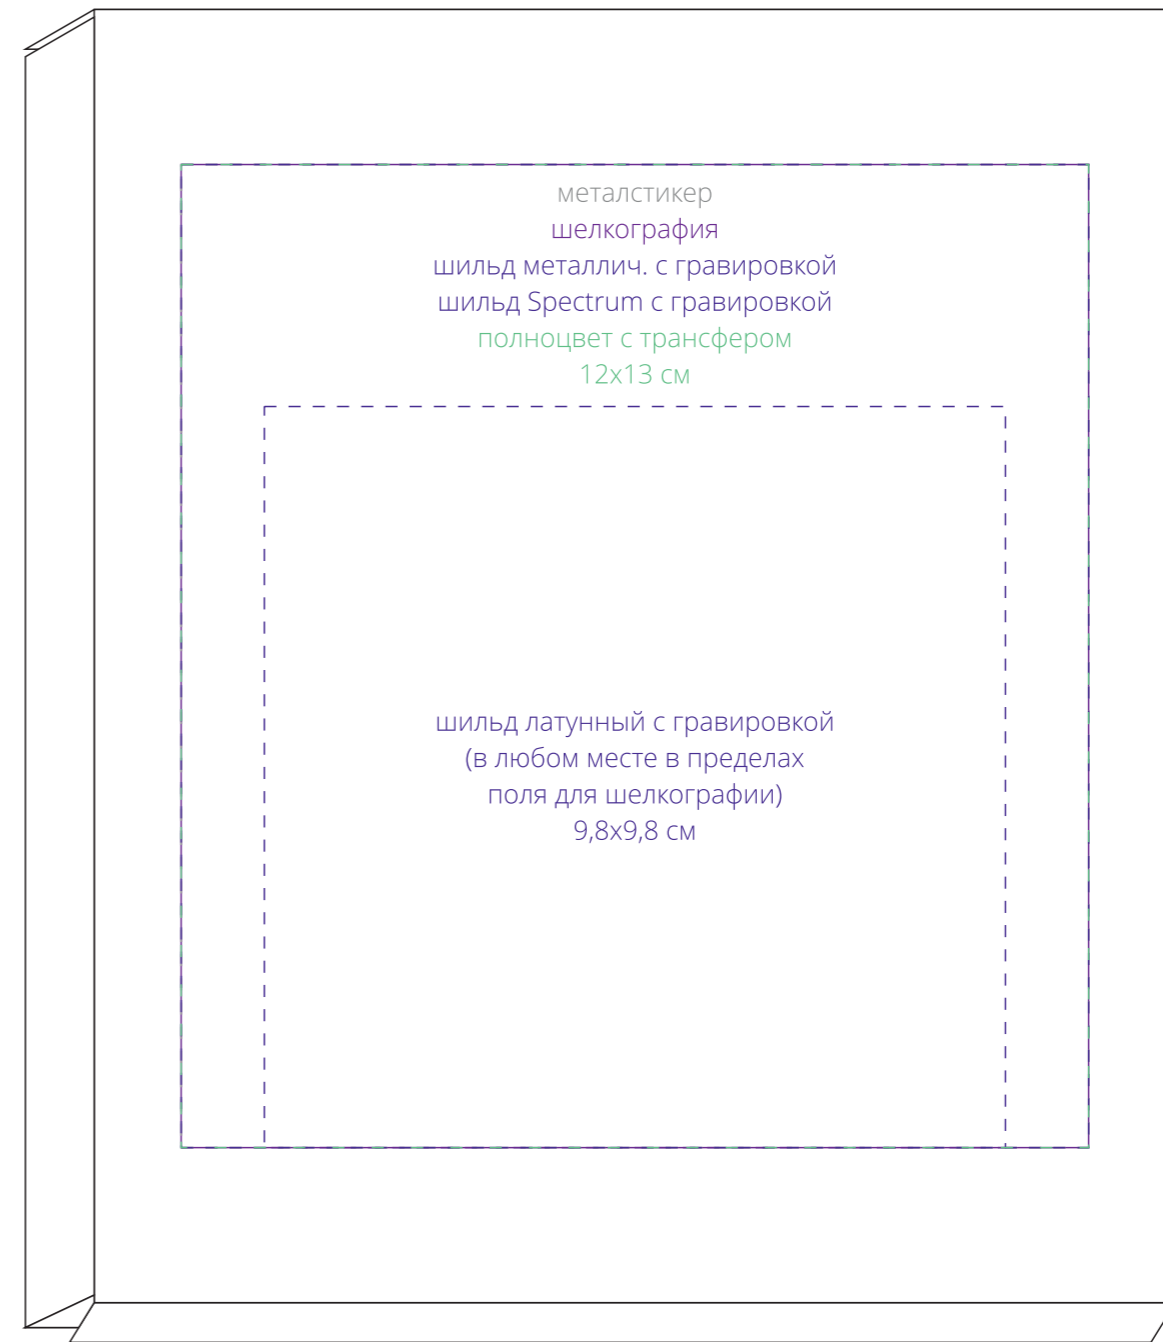 металстикер
шелкография
шильд металлич. с гравировкой
шильд Spectrum с гравировкой
полноцвет с трансфером
12x13 см
шильд латунный с гравировкой
(в любом месте в пределах
поля для шелкографии)
9,8x9,8 см